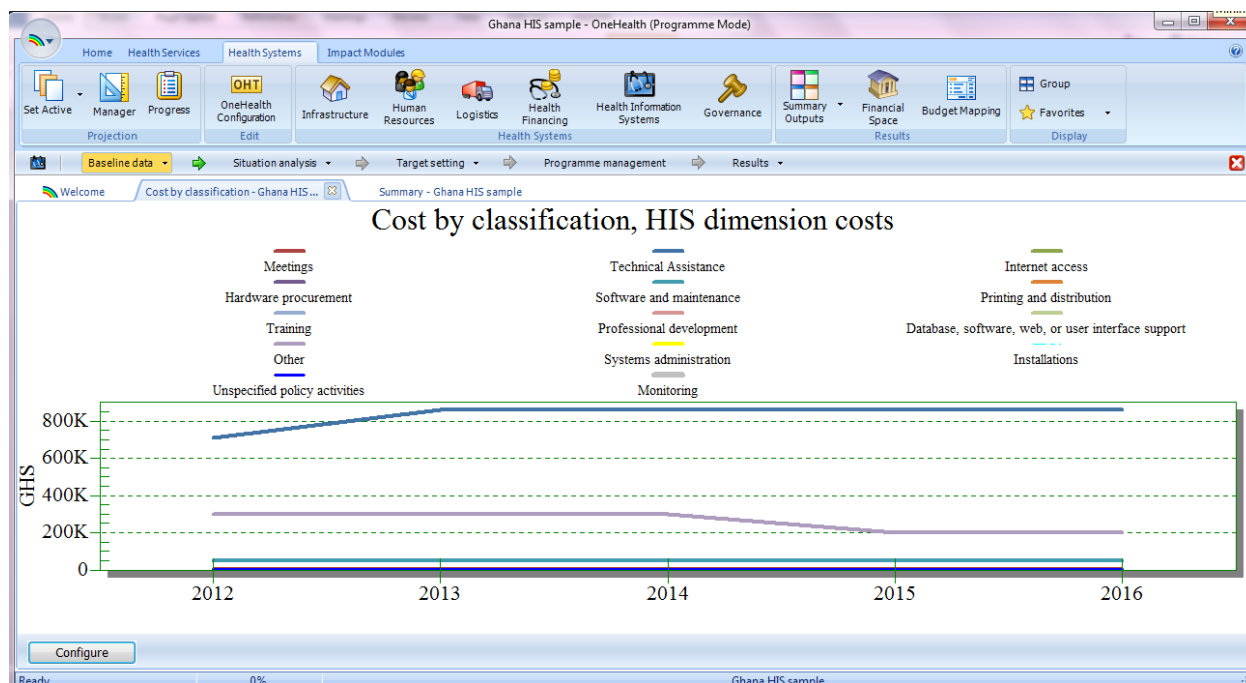 Ghana HIS sample - OneHealth (Programme Mode)
Home Health Services Health Systems Impact Modules
Set Active Manager Progress OHT OneHealth Configuration Infrastructure Human Resources Logistics Health Financing Health Information Systems Governance Summary Outputs Financial Space Budget Mapping Group Favorites
Projection Edit Health Systems Results Display
Baseline data Situation analysis Target setting Programme management Results
Welcome Cost by classification - Ghana HIS ... Summary - Ghana HIS sample
Cost by classification, HIS dimension costs
Meetings Technical Assistance Internet access
Hardware procurement Software and maintenance Printing and distribution
Training Professional development Database, software, web, or user interface support
Other Systems administration Installations
Unspecified policy activities Monitoring
GHS
800K
600K
400K
200K
0
2012 2013 2014 2015 2016
Configure
Ready 0% Ghana HIS sample